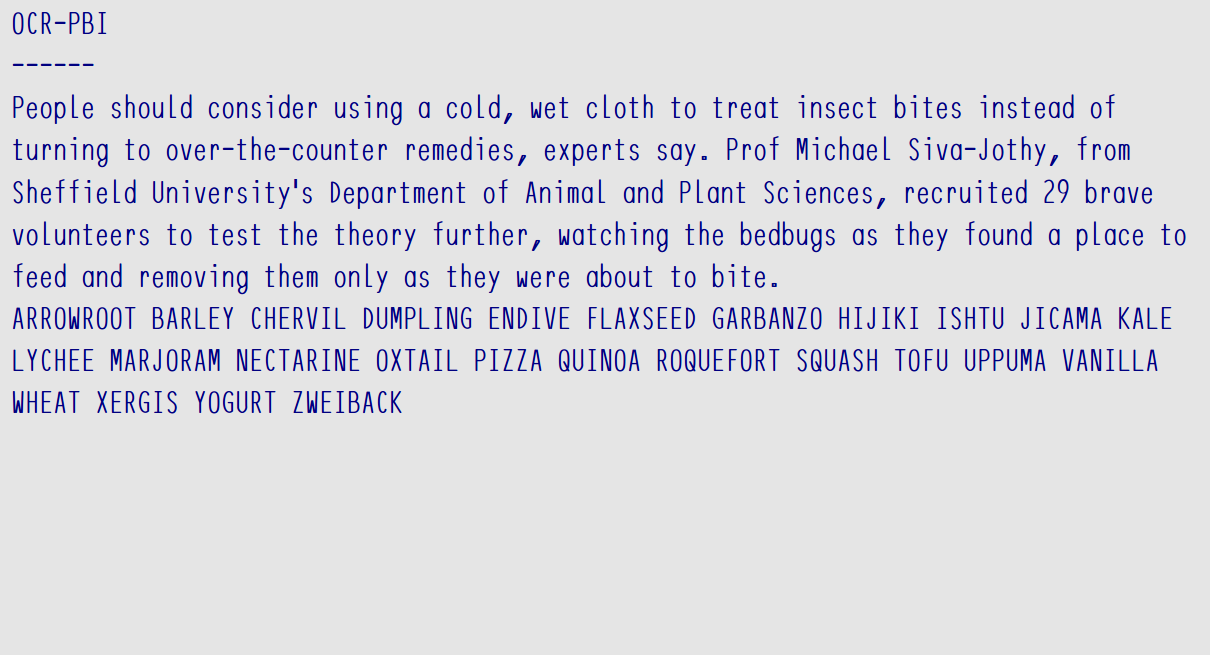 OCR-PBI
------
People should consider using a cold, wet cloth to treat insect bites instead of
turning to over-the-counter remedies, experts say. Prof Michael Siva-Jothy, from
Sheffield University's Department of Animal and Plant Sciences, recruited 29 brave
volunteers to test the theory further, watching the bedbugs as they found a place to
feed and removing them only as they were about to bite.
ARROWROOT BARLEY CHERVIL DUMPLING ENDIVE FLAXSEED GARBANZO HIJIKI ISHTU JICAMA KALE
LYCHEE MARJORAM NECTARINE OXTAIL PIZZA QUINOA ROQUEFORT SQUASH TOFU UPPUMA VANILLA
WHEAT XERGIS YOGURT ZWEIBACK